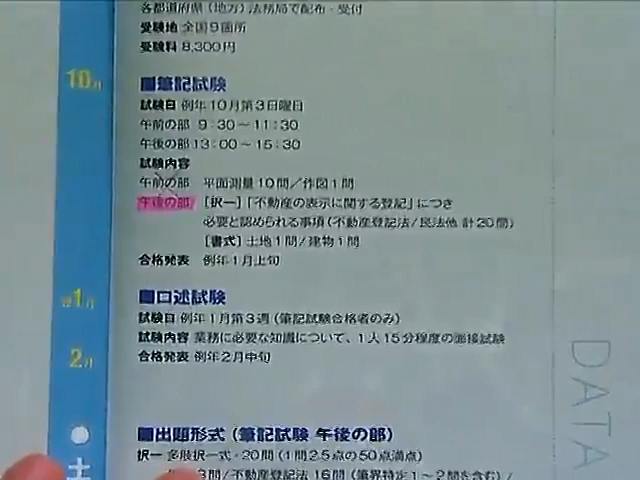 各都道府県(地方)法務局で配布・受付
受験地 全国9箇所
受験料 8,300円
10月
■筆記試験
試験日 例年10月第3日曜日
午前の部 9:30〜11:30
午後の部 13:00〜15:30
試験内容
午前の部 平面測量10問/作図1問
午後の部 [択一]「不動産の表示に関する登記」につき
必要と認められる事項(不動産登記法/民法他 計20問)
[書式]土地1問/建物1問
合格発表 例年1月上旬
翌1月
■口述試験
試験日 例年1月第3週(筆記試験合格者のみ)
試験内容 業務に必要な知識について、1人15分程度の面接試験
2月
合格発表 例年2月中旬
DATA
■出題形式(筆記試験 午後の部)
択一 多肢択一式・20問(1問2.5点の50点満点)
3問/不動産登記法 16問(筆界特定1〜2問を含む)/
土